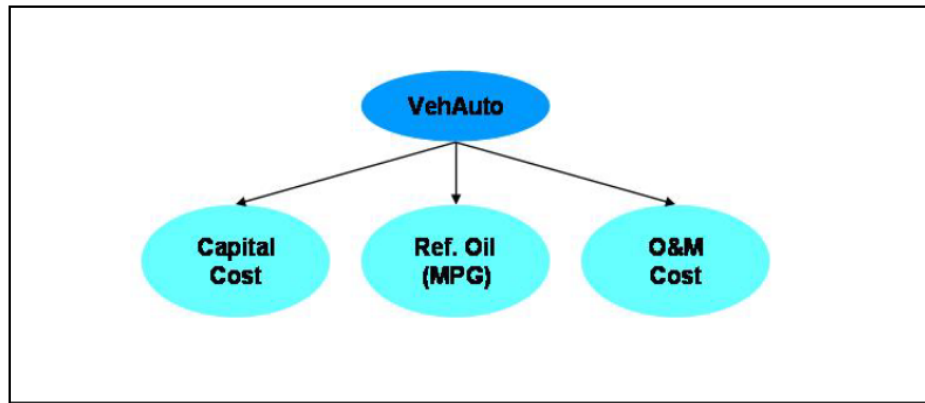 VehAuto
Capital
Cost
Ref. Oil
(MPG)
O&M
Cost